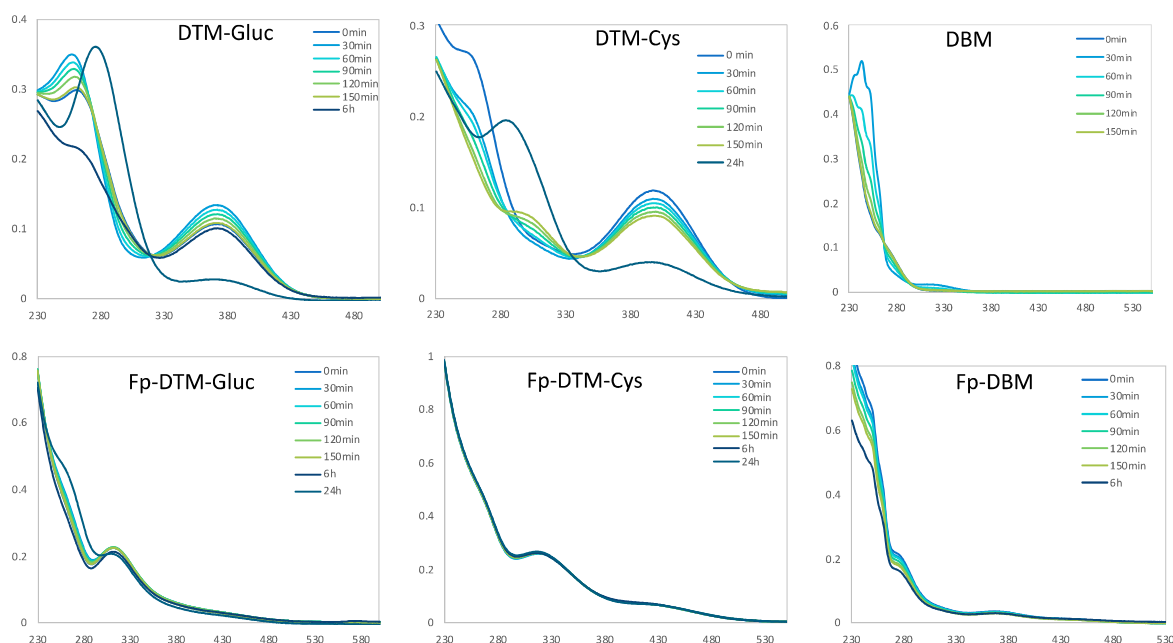 DTM-Gluc
0.4
0.3
0.2
0.1
0
230 280 330 380 430 480
0min
30min
60min
90min
120min
150min
6h
DTM-Cys
0.3
0.2
0.1
0
230 280 330 380 430 480
0 min
30min
60min
90min
120min
150min
24h
DBM
0.6
0.5
0.4
0.3
0.2
0.1
0
230 280 330 380 430 480 530
0min
30min
60min
90min
120min
150min
Fp-DTM-Gluc
0.8
0.6
0.4
0.2
0
230 280 330 380 430 480 530 580
0min
30min
60min
90min
120min
150min
6h
24h
Fp-DTM-Cys
1
0.8
0.6
0.4
0.2
0
230 280 330 380 430 480 530
0min
30min
60min
90min
120min
150min
6h
24h
Fp-DBM
0.8
0.6
0.4
0.2
0
230 280 330 380 430 480 530
0min
30min
60min
90min
120min
150min
6h